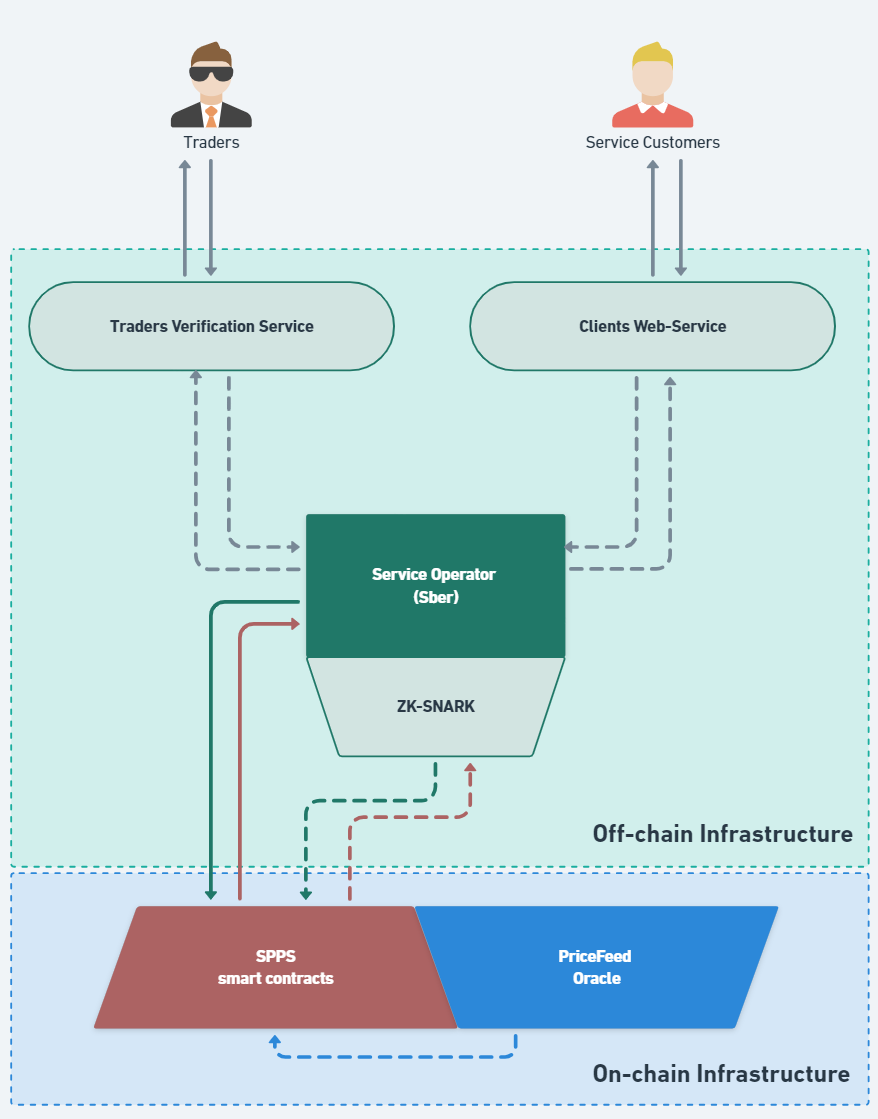 Traders
Service Customers
Traders Verification Service
Clients Web-Service
Service Operator
(Sber)
ZK-SNARK
Off-chain Infrastructure
SPPS
smart contracts
PriceFeed
Oracle
On-chain Infrastructure